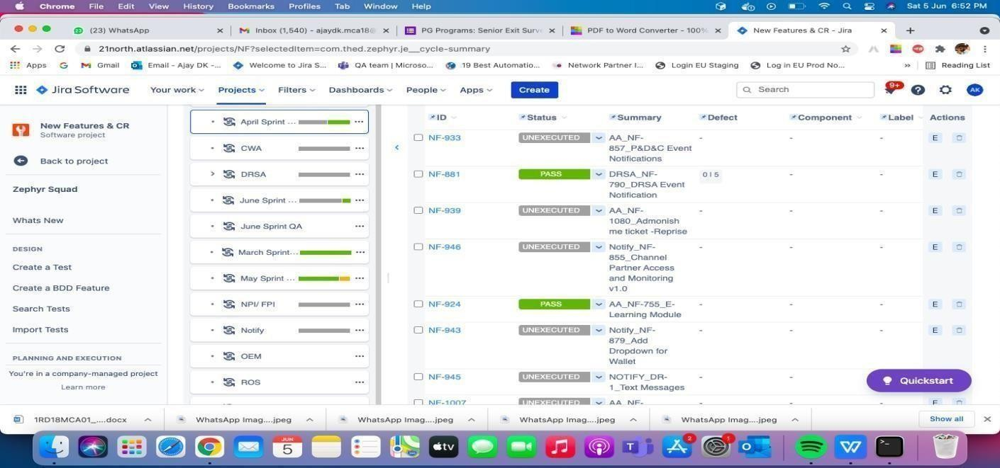 Chrome File Edit View History Bookmarks Profiles Tab Window Help Sat 5 Jun 6:52 PM
(23) WhatsApp Inbox (1,540) - ajaydk.mca18@ PG Programs: Senior Exit Surve PDF to Word Converter - 100% New Features & CR - Jira
21north.atlassian.net/projects/NF?selectedItem=com.thed.zephyr.je__cycle-summary
Apps Gmail Email - Ajay DK -... Welcome to Jira S... QA team | Microso... 19 Best Automatio... Network Partner I... Login EU Staging Log in EU Prod No... » Reading List
Jira Software Your work Projects Filters Dashboards People Apps Create Search 9+ AK
New Features & CR
Software project
Back to project
Zephyr Squad
Whats New
DESIGN
Create a Test
Create a BDD Feature
Search Tests
Import Tests
PLANNING AND EXECUTION
You're in a company-managed project
Learn more
April Sprint ...
CWA
DRSA
June Sprint ...
June Sprint QA
March Sprint...
May Sprint ...
NPI/ FPI
Notify
OEM
ROS
ID Status Summary Defect Component Label Actions
NF-933 UNEXECUTED AA_NF- - - - E
857_P&D&C Event
Notifications
NF-881 PASS DRSA_NF- 0 | 5 - - E
790_DRSA Event
Notification
NF-939 UNEXECUTED AA_NF- - - - E
1080_Admonish
me ticket -Reprise
NF-946 UNEXECUTED Notify_NF- - - - E
855_Channel
Partner Access
and Monitoring
v1.0
NF-924 PASS AA_NF-755_E- - - - E
Learning Module
NF-943 UNEXECUTED Notify_NF- - - - E
879_Add
Dropdown for
Wallet
NF-945 UNEXECUTED NOTIFY_DR- - -
1_Text Messages
Quickstart
NF-1007 UNEXECUTED AA_NF- - - - E
1RD18MCA01_....docx WhatsApp Imag....jpeg WhatsApp Imag....jpeg WhatsApp Imag....jpeg WhatsApp Imag....jpeg Show all
JUN
5
tv
2
1